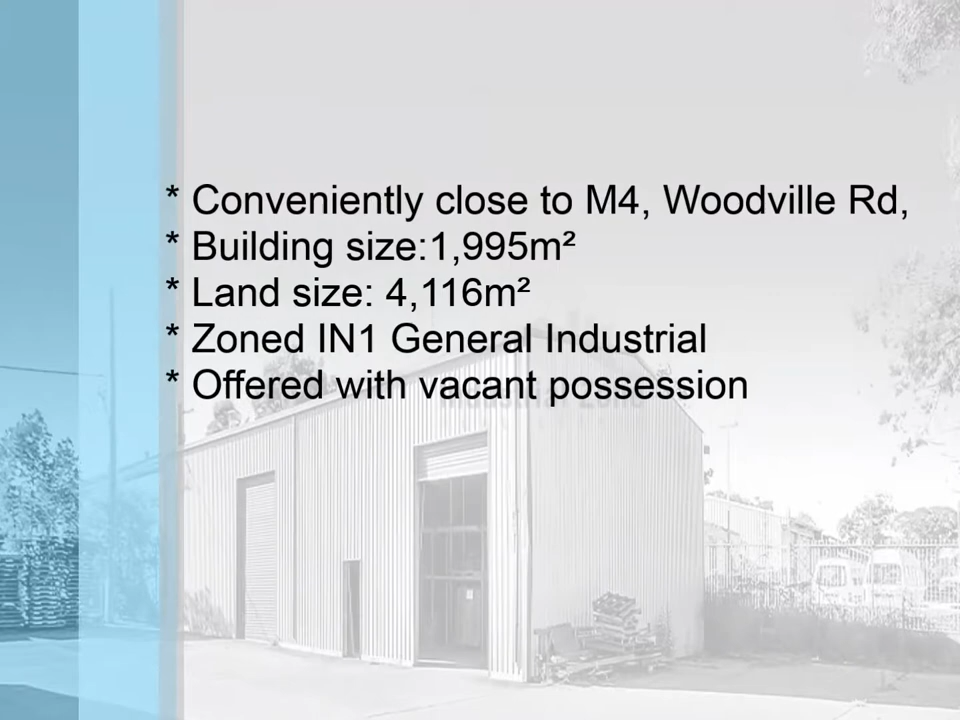 * Conveniently close to M4, Woodville Rd,
* Building size:1,995m²
* Land size: 4,116m²
* Zoned IN1 General Industrial
* Offered with vacant possession